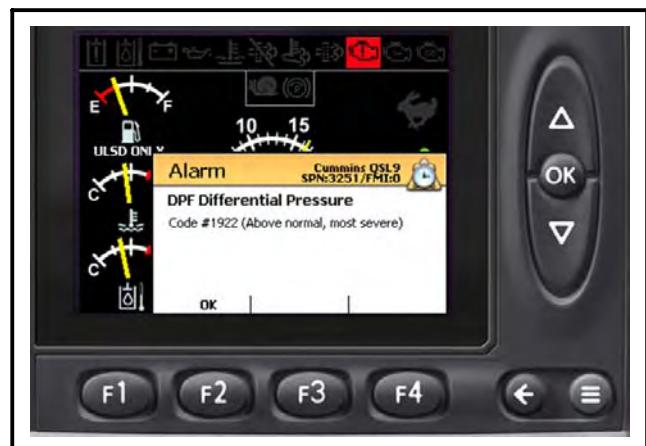 E F
10 15
ULSD ONLY
Alarm
Cummins QSL9
SPN:3251/FMI:0
C
DPF Differential Pressure
Code #1922 (Above normal, most severe)
C
OK
OK
F1 F2 F3 F4